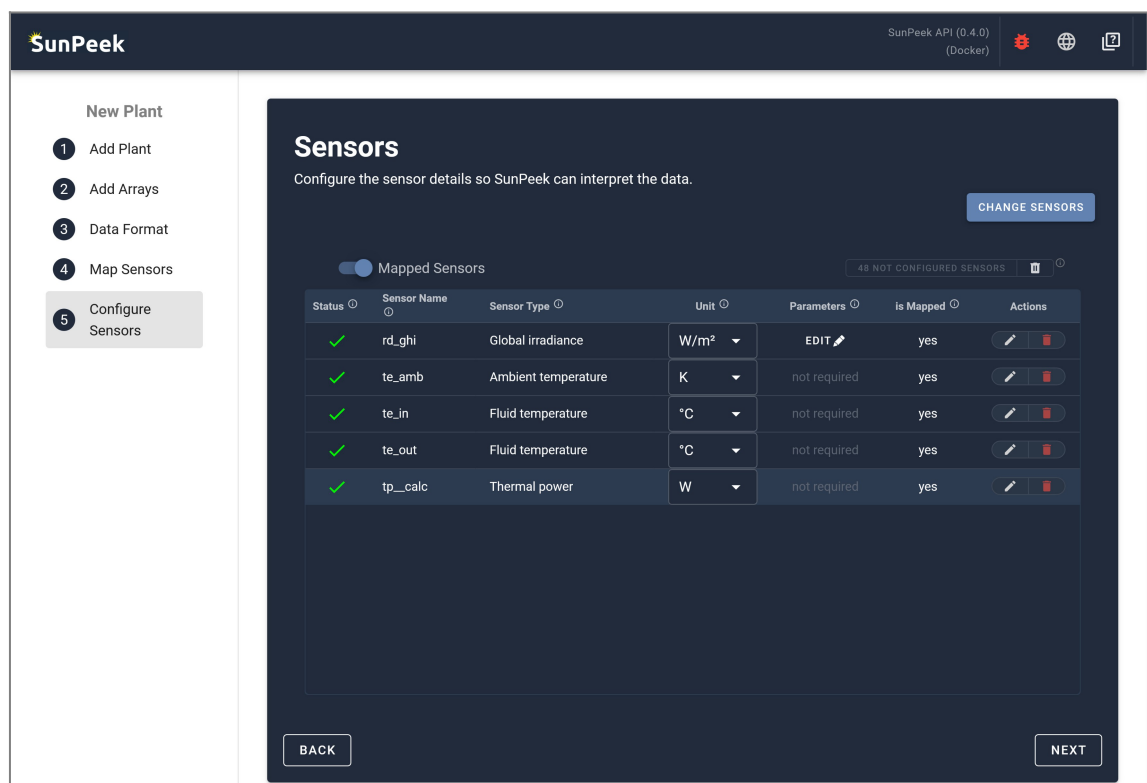 SunPeek
SunPeek API (0.4.0)
(Docker)
New Plant
1 Add Plant
2 Add Arrays
3 Data Format
4 Map Sensors
5 Configure
Sensors
Sensors
Configure the sensor details so SunPeek can interpret the data.
CHANGE SENSORS
Mapped Sensors
48 NOT CONFIGURED SENSORS
Status Sensor Name Sensor Type Unit Parameters is Mapped Actions
rd_ghi Global irradiance W/m² EDIT yes
te_amb Ambient temperature K not required yes
te_in Fluid temperature °C not required yes
te_out Fluid temperature °C not required yes
tp__calc Thermal power W not required yes
BACK NEXT